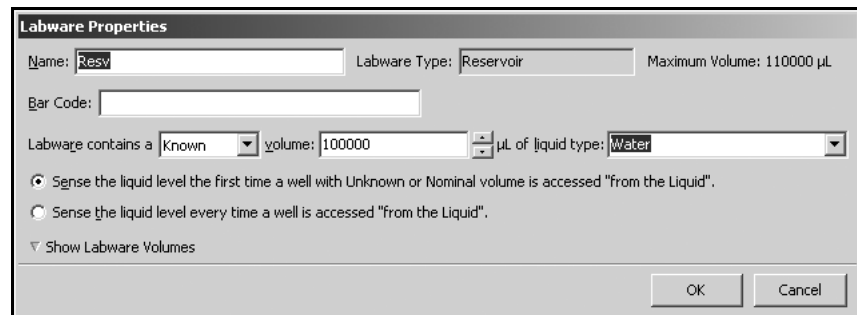 Labware Properties
Name: Resv Labware Type: Reservoir Maximum Volume: 110000 µL
Bar Code:
Labware contains a Known volume: 100000 µL of liquid type: Water
Sense the liquid level the first time a well with Unknown or Nominal volume is accessed "from the Liquid".
Sense the liquid level every time a well is accessed "from the Liquid".
Show Labware Volumes
OK Cancel